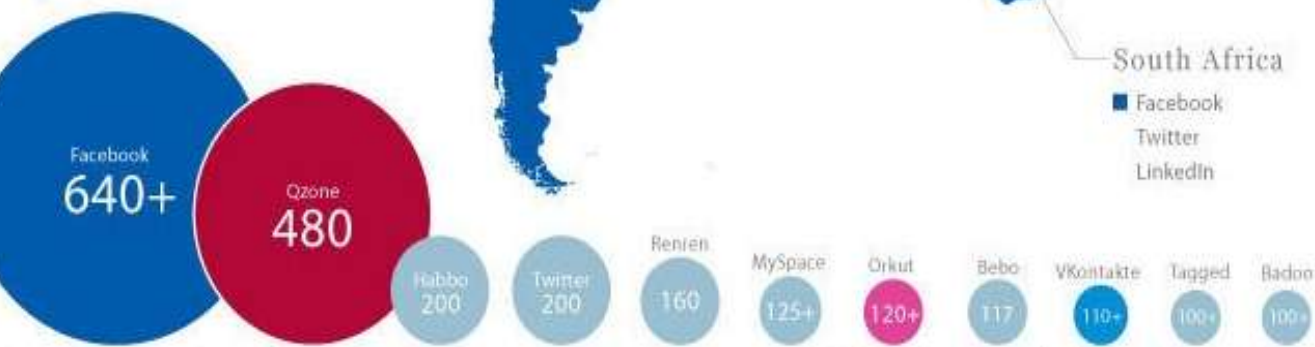 South Africa
Facebook
Twitter
LinkedIn
Facebook
640+
Qzone
480
Habbo
200
Twitter
200
Renren
160
MySpace
125+
Orkut
120+
Bebo
117
VKontakte
110+
Tagged
100+
Badoo
100+